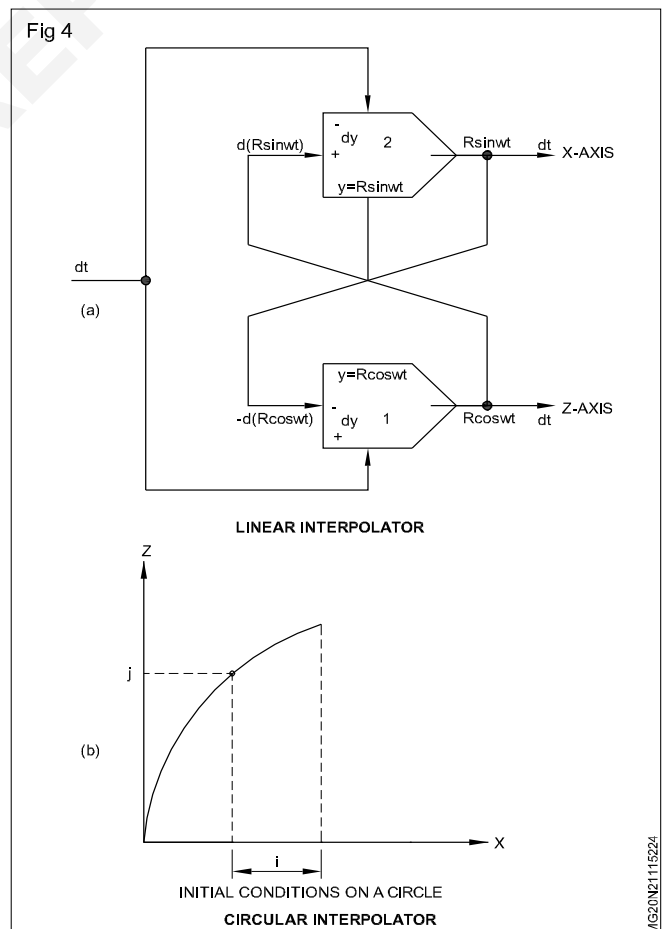 Fig 4
-
dy
2
+
d(Rsinwt)
y=Rsinwt
Rsinwt
dt
X-AXIS
dt
(a)
y=Rcoswt
-
dy
1
+
-d(Rcoswt)
Rcoswt
dt
Z-AXIS
LINEAR INTERPOLATOR
Z
j
(b)
X
i
INITIAL CONDITIONS ON A CIRCLE
CIRCULAR INTERPOLATOR
MG20N21115224